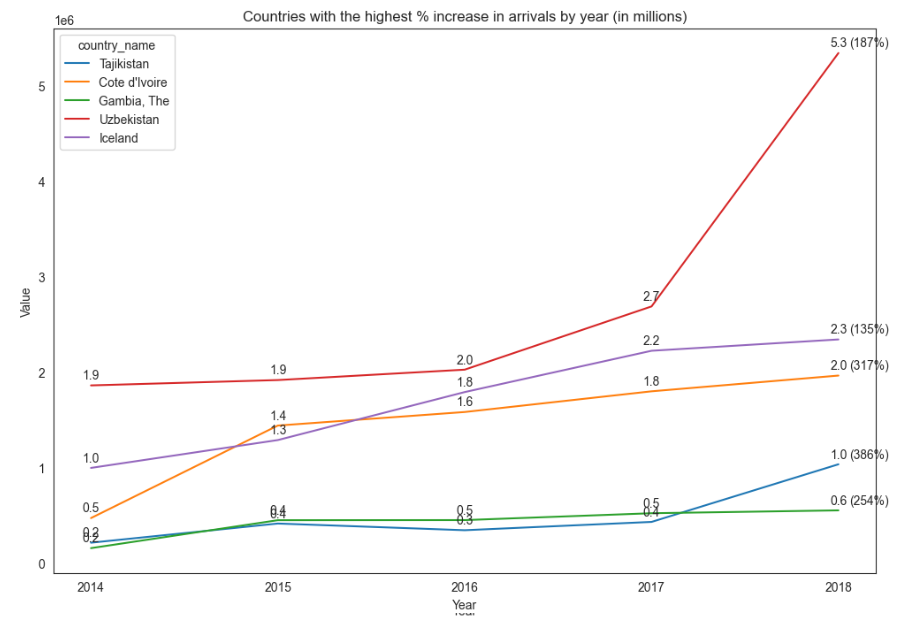 Countries with the highest % increase in arrivals by year (in millions)
1e6
country_name
Tajikistan
Cote d'Ivoire
Gambia, The
Uzbekistan
Iceland
5.3 (187%)
5
4
3
2.7
2.3 (135%)
2.2
Value
2.0 (317%)
2
1.9
1.9
2.0
1.8
1.8
1.6
1.4
1.3
1.0
1
1.0 (386%)
0.5
0.6 (254%)
0.4
0.5
0.5
0.2
0.4
0.3
0.4
0.2
0
2014 2015 2016 2017 2018
Year
Year